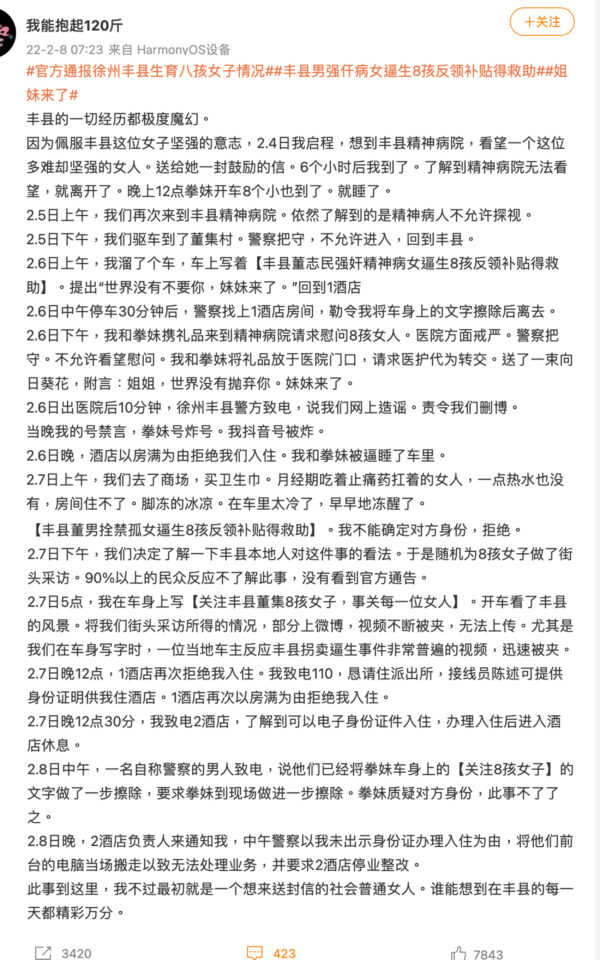 我能抱起120斤
＋关注
22-2-8 07:23 来自 HarmonyOS设备
#官方通报徐州丰县生育八孩女子情况##丰县男强仟病女逼生8孩反领补贴得救助##姐
妹来了#
丰县的一切经历都极度魔幻。
因为佩服丰县这位女子坚强的意志，2.4日我启程，想到丰县精神病院，看望一个这位
多难却坚强的女人。送给她一封鼓励的信。6个小时后我到了。了解到精神病院无法看
望，就离开了。晚上12点拳妹开车8个小也到了。就睡了。
2.5日上午，我们再次来到丰县精神病院。依然了解到的是精神病人不允许探视。
2.5日下午，我们驱车到了董集村。警察把守，不允许进入，回到丰县。
2.6日上午，我溜了个车，车上写着【丰县董志民强奸精神病女逼生8孩反领补贴得救
助】。提出“世界没有不要你，妹妹来了。”回到1酒店
2.6日中午停车30分钟后，警察找上1酒店房间，勒令我将车身上的文字擦除后离去。
2.6日下午，我和拳妹携礼品来到精神病院请求慰问8孩女人。医院方面戒严。警察把
守。不允许看望慰问。我和拳妹将礼品放于医院门口，请求医护代为转交。送了一束向
日葵花，附言：姐姐，世界没有抛弃你。妹妹来了。
2.6日出医院后10分钟，徐州丰县警方致电，说我们网上造谣。责令我们删博。
当晚我的号禁言，拳妹号炸号。我抖音号被炸。
2.6日晚，酒店以房满为由拒绝我们入住。我和拳妹被逼睡了车里。
2.7日上午，我们去了商场，买卫生巾。月经期吃着止痛药扛着的女人，一点热水也没
有，房间住不了。脚冻的冰凉。在车里太冷了，早早地冻醒了。
【丰县董男拴禁孤女逼生8孩反领补贴得救助】。我不能确定对方身份，拒绝。
2.7日下午，我们决定了解一下丰县本地人对这件事的看法。于是随机为8孩女子做了街
头采访。90%以上的民众反应不了解此事，没有看到官方通告。
2.7日5点，我在车身上写【关注丰县董集8孩女子，事关每一位女人】。开车看了丰县
的风景。将我们街头采访所得的情况，部分上微博，视频不断被夹，无法上传。尤其是
我们在车身写字时，一位当地车主反应丰县拐卖逼生事件非常普遍的视频，迅速被夹。
2.7日晚12点，1酒店再次拒绝我入住。我致电110，恳请住派出所，接线员陈述可提供
身份证明供我住酒店。1酒店再次以房满为由拒绝我入住。
2.7日晚12点30分，我致电2酒店，了解到可以电子身份证件入住，办理入住后进入酒
店休息。
2.8日中午，一名自称警察的男人致电，说他们已经将拳妹车身上的【关注8孩女子】的
文字做了一步擦除，要求拳妹到现场做进一步擦除。拳妹质疑对方身份，此事不了了
之。
2.8日晚，2酒店负责人来通知我，中午警察以我未出示身份证办理入住为由，将他们前
台的电脑当场搬走以致无法处理业务，并要求2酒店停业整改。
此事到这里，我不过最初就是一个想来送封信的社会普通女人。谁能想到在丰县的每一
天都精彩万分。
3420
423
7843